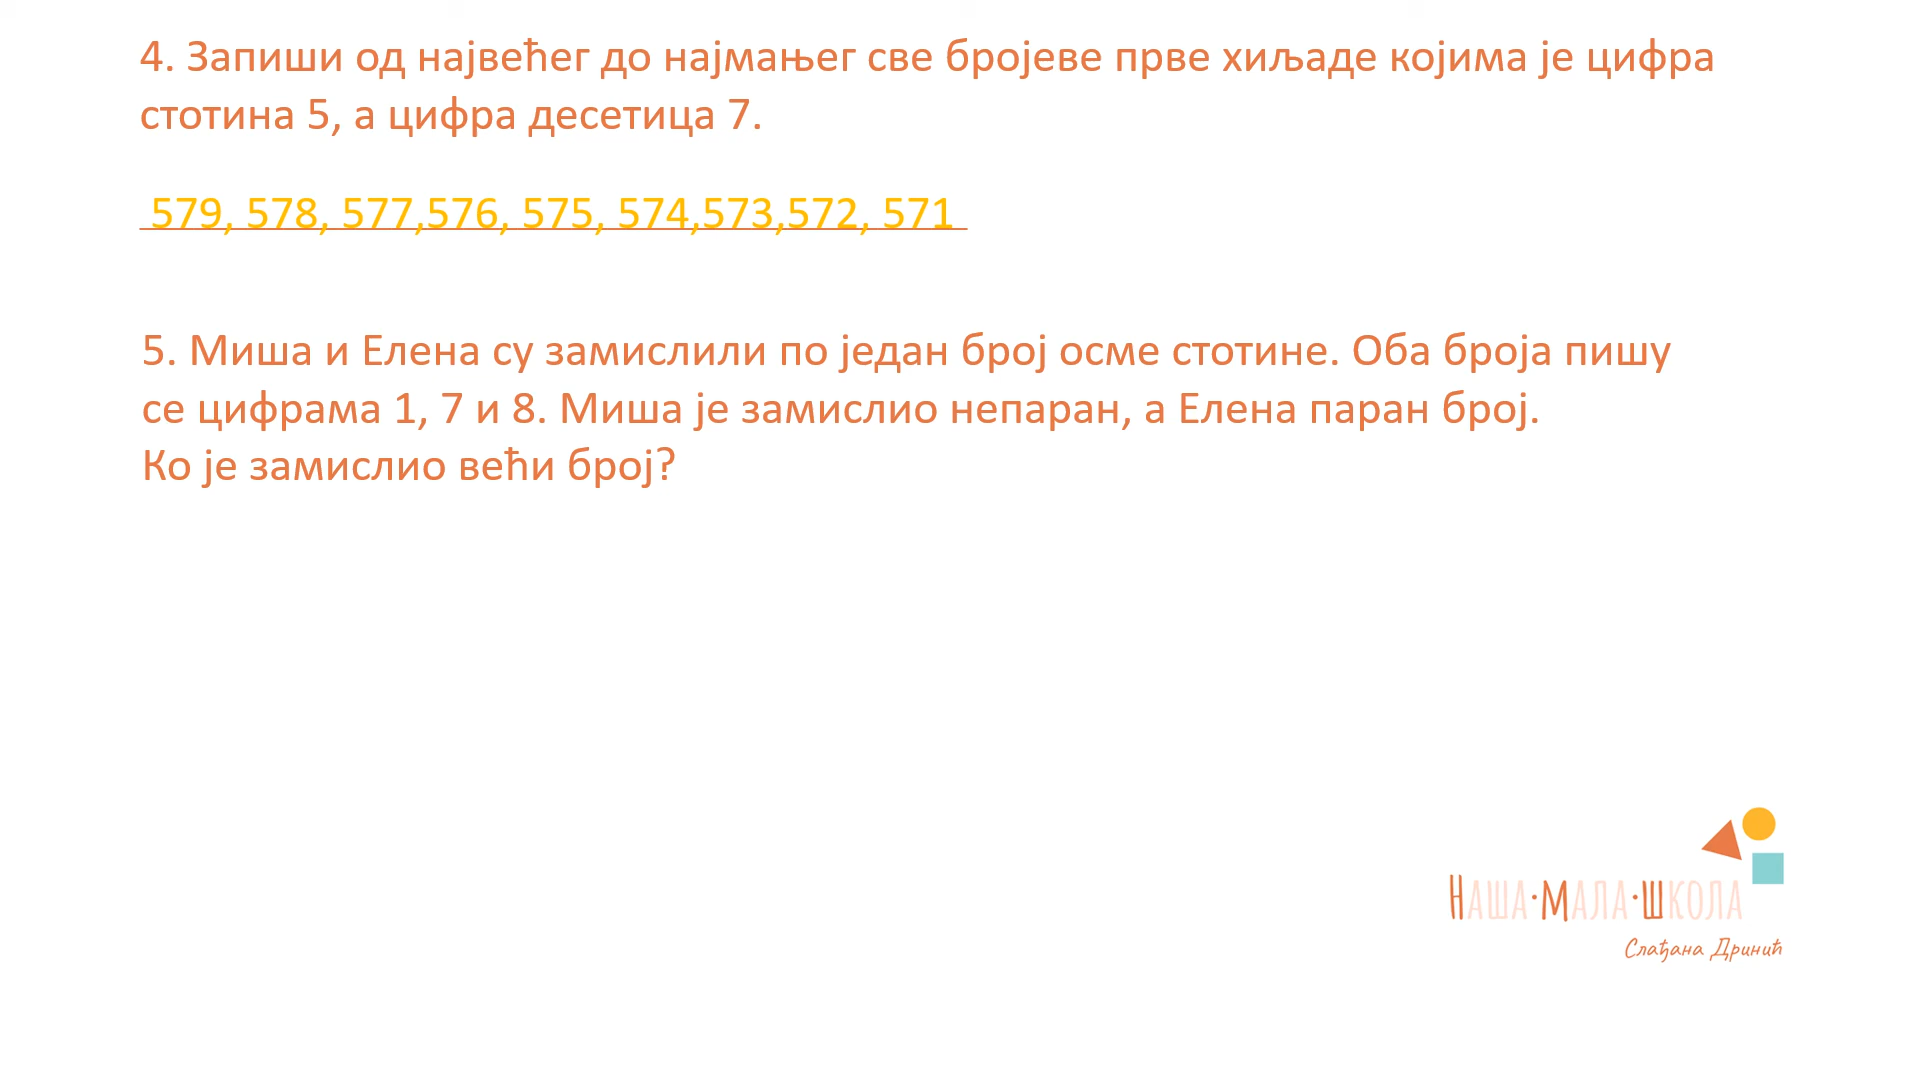 4. Запиши од највећег до најмањег све бројеве прве хиљаде којима је цифра
стотина 5, а цифра десетица 7.
579, 578, 577,576, 575, 574,573,572, 571
5. Миша и Елена су замислили по један број осме стотине. Оба броја пишу
се цифрама 1, 7 и 8. Миша је замислио непаран, а Елена паран број.
Ко је замислио већи број?
НАША·МАЛА·ШКОЛА
Слађана Дринић